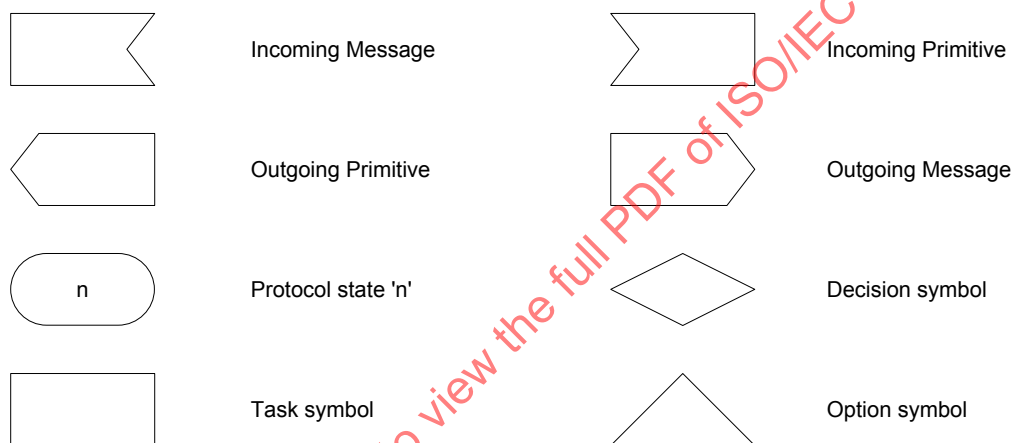 Incoming Message
Incoming Primitive
Outgoing Primitive
Outgoing Message
n
Protocol state 'n'
Decision symbol
Task symbol
Option symbol
to view the full PDF of ISO/IEC